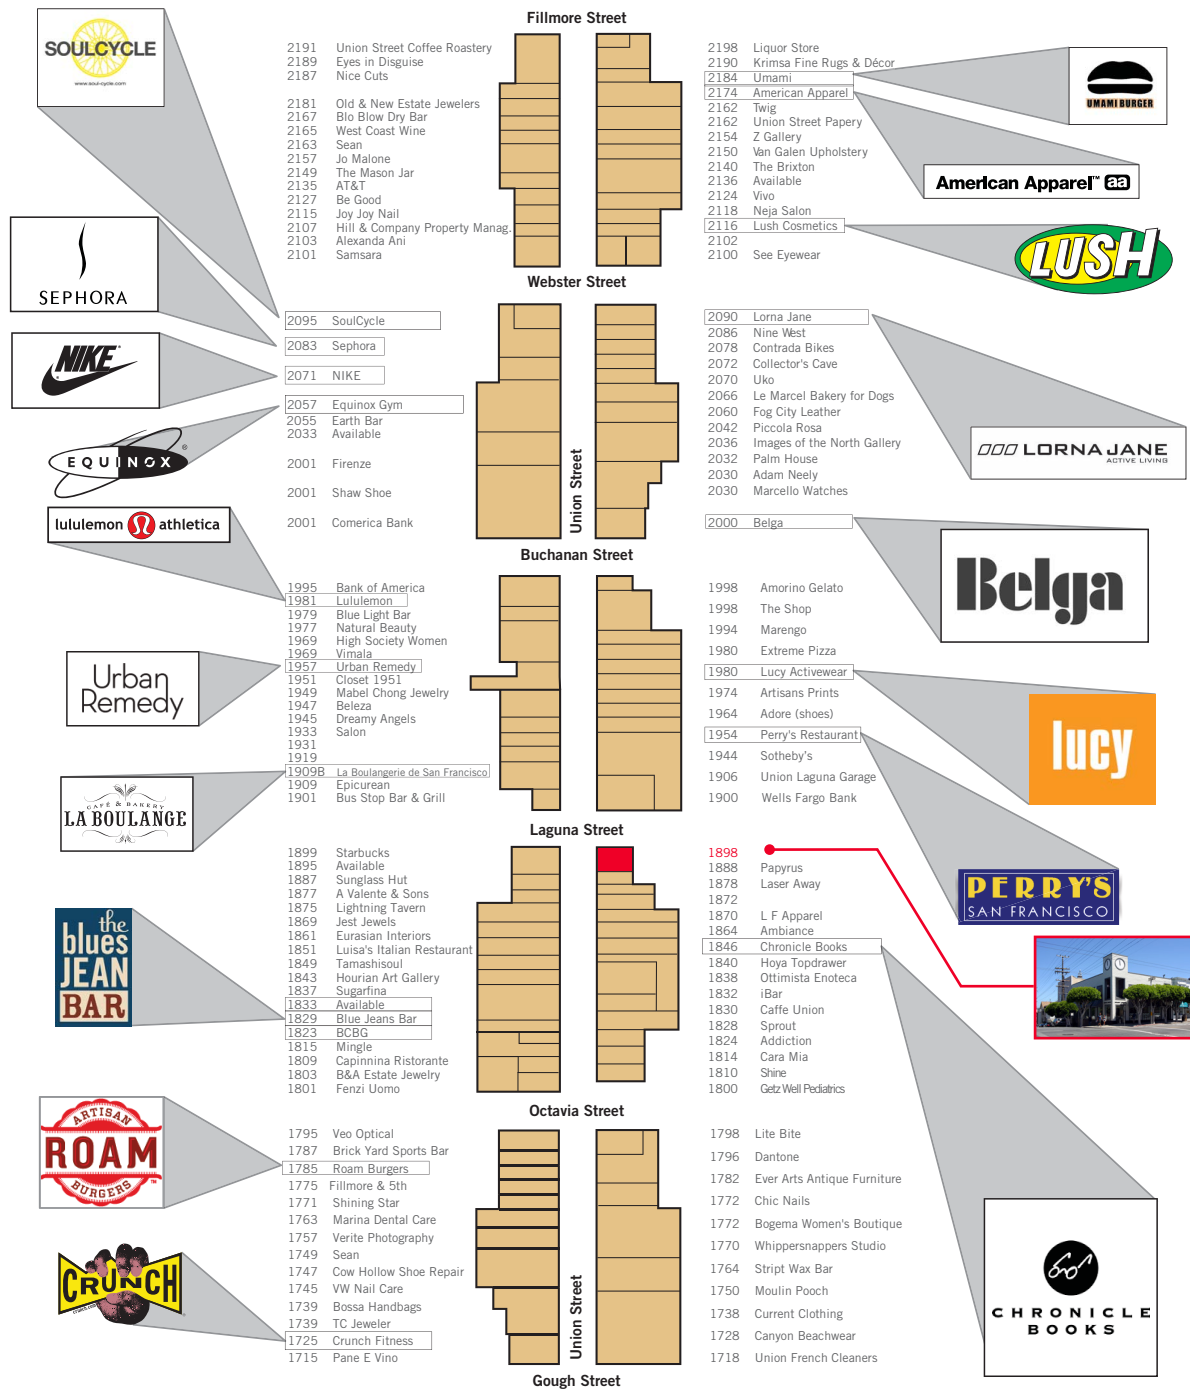 Fillmore Street
SOULCYCLE
www.soul-cycle.com
2191 Union Street Coffee Roastery
2189 Eyes in Disguise
2187 Nice Cuts
2181 Old & New Estate Jewelers
2167 Blo Blow Dry Bar
2165 West Coast Wine
2163 Sean
2157 Jo Malone
2149 The Mason Jar
2135 AT&T
2127 Be Good
2115 Joy Joy Nail
2107 Hill & Company Property Manag.
2103 Alexanda Ani
2101 Samsara
2198 Liquor Store
2190 Krimsa Fine Rugs & Décor
2184 Umami
2174 American Apparel
2162 Twig
2162 Union Street Papery
2154 Z Gallery
2150 Van Galen Upholstery
2140 The Brixton
2136 Available
2124 Vivo
2118 Neja Salon
2116 Lush Cosmetics
2102
2100 See Eyewear
UMAMI BURGER
American Apparel™ aa
LUSH
Webster Street
SEPHORA
NIKE
EQUINOX ®
lululemon athletica
2095 SoulCycle
2083 Sephora
2071 NIKE
2057 Equinox Gym
2055 Earth Bar
2033 Available
2001 Firenze
2001 Shaw Shoe
2001 Comerica Bank
Union Street
2090 Lorna Jane
2086 Nine West
2078 Contrada Bikes
2072 Collector's Cave
2070 Uko
2066 Le Marcel Bakery for Dogs
2060 Fog City Leather
2042 Piccola Rosa
2036 Images of the North Gallery
2032 Palm House
2030 Adam Neely
2030 Marcello Watches
2000 Belga
LORNA JANE
ACTIVE LIVING
Belga
Buchanan Street
Urban
Remedy
CAFÉ & BAKERY
LA BOULANGE
1995 Bank of America
1981 Lululemon
1979 Blue Light Bar
1977 Natural Beauty
1969 High Society Women
1969 Vimala
1957 Urban Remedy
1951 Closet 1951
1949 Mabel Chong Jewelry
1947 Beleza
1945 Dreamy Angels
1933 Salon
1931
1919
1909B La Boulangerie de San Francisco
1909 Epicurean
1901 Bus Stop Bar & Grill
1998 Amorino Gelato
1998 The Shop
1994 Marengo
1980 Extreme Pizza
1980 Lucy Activewear
1974 Artisans Prints
1964 Adore (shoes)
1954 Perry's Restaurant
1944 Sotheby's
1906 Union Laguna Garage
1900 Wells Fargo Bank
lucy
PERRY'S
SAN FRANCISCO
Laguna Street
the
blues
JEAN
BAR
1899 Starbucks
1895 Available
1887 Sunglass Hut
1877 A Valente & Sons
1875 Lightning Tavern
1869 Jest Jewels
1861 Eurasian Interiors
1851 Luisa's Italian Restaurant
1849 Tamashisoul
1843 Hourian Art Gallery
1837 Sugarfina
1833 Available
1829 Blue Jeans Bar
1823 BCBG
1815 Mingle
1809 Capinnina Ristorante
1803 B&A Estate Jewelry
1801 Fenzi Uomo
1898
1888 Papyrus
1878 Laser Away
1872
1870 L F Apparel
1864 Ambiance
1846 Chronicle Books
1840 Hoya Topdrawer
1838 Ottimista Enoteca
1832 iBar
1830 Caffe Union
1828 Sprout
1824 Addiction
1814 Cara Mia
1810 Shine
1800 Getz Well Pediatrics
Octavia Street
ARTISAN
ROAM
BURGERS ™
CRUNCH
crunch.com
1795 Veo Optical
1787 Brick Yard Sports Bar
1785 Roam Burgers
1775 Fillmore & 5th
1771 Shining Star
1763 Marina Dental Care
1757 Verite Photography
1749 Sean
1747 Cow Hollow Shoe Repair
1745 VW Nail Care
1739 Bossa Handbags
1739 TC Jeweler
1725 Crunch Fitness
1715 Pane E Vino
Union Street
1798 Lite Bite
1796 Dantone
1782 Ever Arts Antique Furniture
1772 Chic Nails
1772 Bogema Women's Boutique
1770 Whippersnappers Studio
1764 Stript Wax Bar
1750 Moulin Pooch
1738 Current Clothing
1728 Canyon Beachwear
1718 Union French Cleaners
CHRONICLE
BOOKS
Gough Street